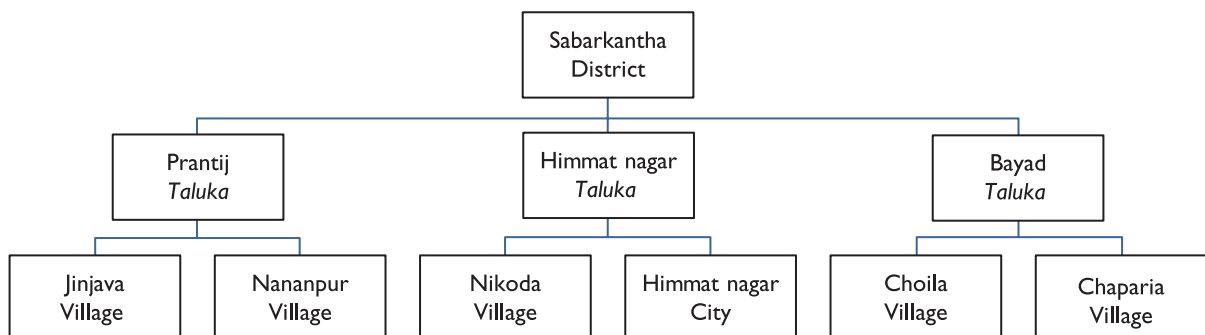 Sabarkantha
District
Prantij
Taluka
Himmat nagar
Taluka
Bayad
Taluka
Jinjava
Village
Nananpur
Village
Nikoda
Village
Himmat nagar
City
Choila
Village
Chaparia
Village